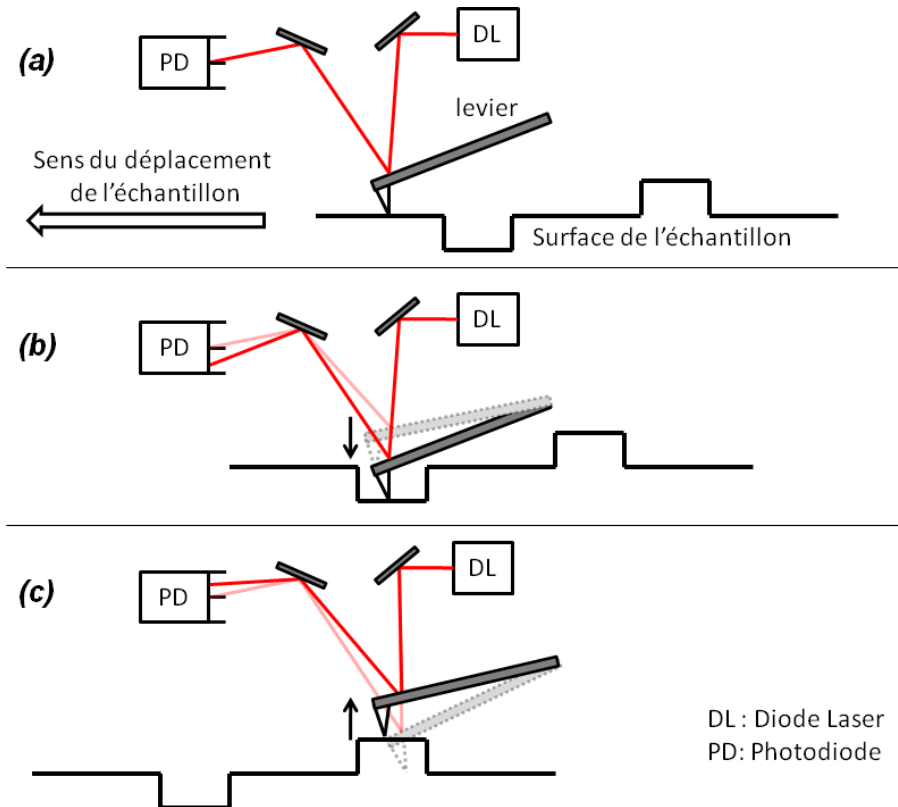 (a)
PD
DL
levier
Sens du déplacement
de l'échantillon
Surface de l'échantillon
(b)
PD
DL
(c)
PD
DL
DL : Diode Laser
PD: Photodiode